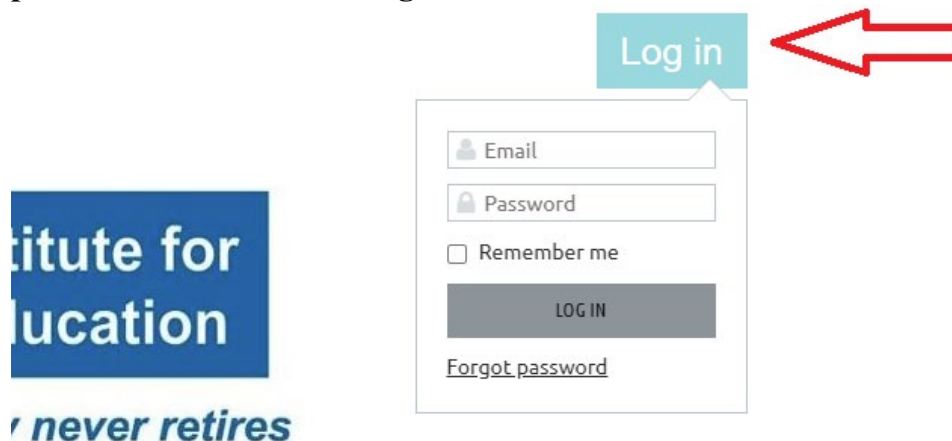 Log in
Email
Password
Remember me
LOG IN
Forgot password
titute for
lucation
never retires